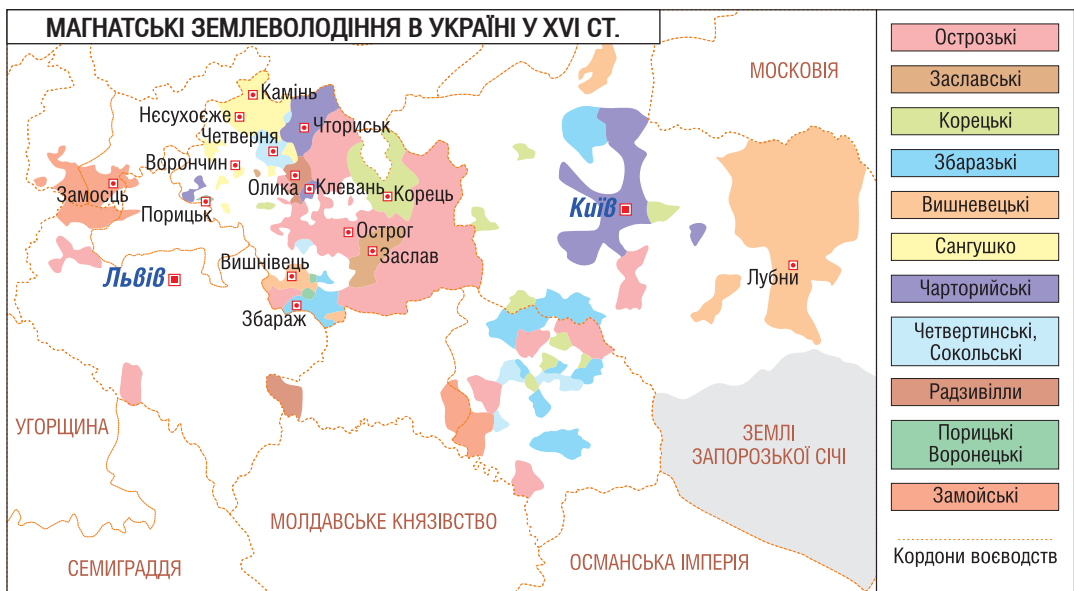 МАГНАТСЬКІ ЗЕМЛЕВОЛОДІННЯ В УКРАЇНІ У XVI СТ.
МОСКОВІЯ
Камінь
Нєсухоєже
Четверня
Чториськ
Ворончин
Замосць
Олика
Клевань
Корець
Порицьк
Київ
Острог
Заслав
Вишнівець
Львів
Лубни
Збараж
УГОРЩИНА
ЗЕМЛІ
ЗАПОРОЗЬКОЇ СІЧІ
МОЛДАВСЬКЕ КНЯЗІВСТВО
СЕМИГРАДДЯ
ОСМАНСЬКА ІМПЕРІЯ
Острозькі
Заславські
Корецькі
Збаразькі
Вишневецькі
Сангушко
Чарторийські
Четвертинські,
Сокольські
Радзивілли
Порицькі
Воронецькі
Замойські
Кордони воєводств